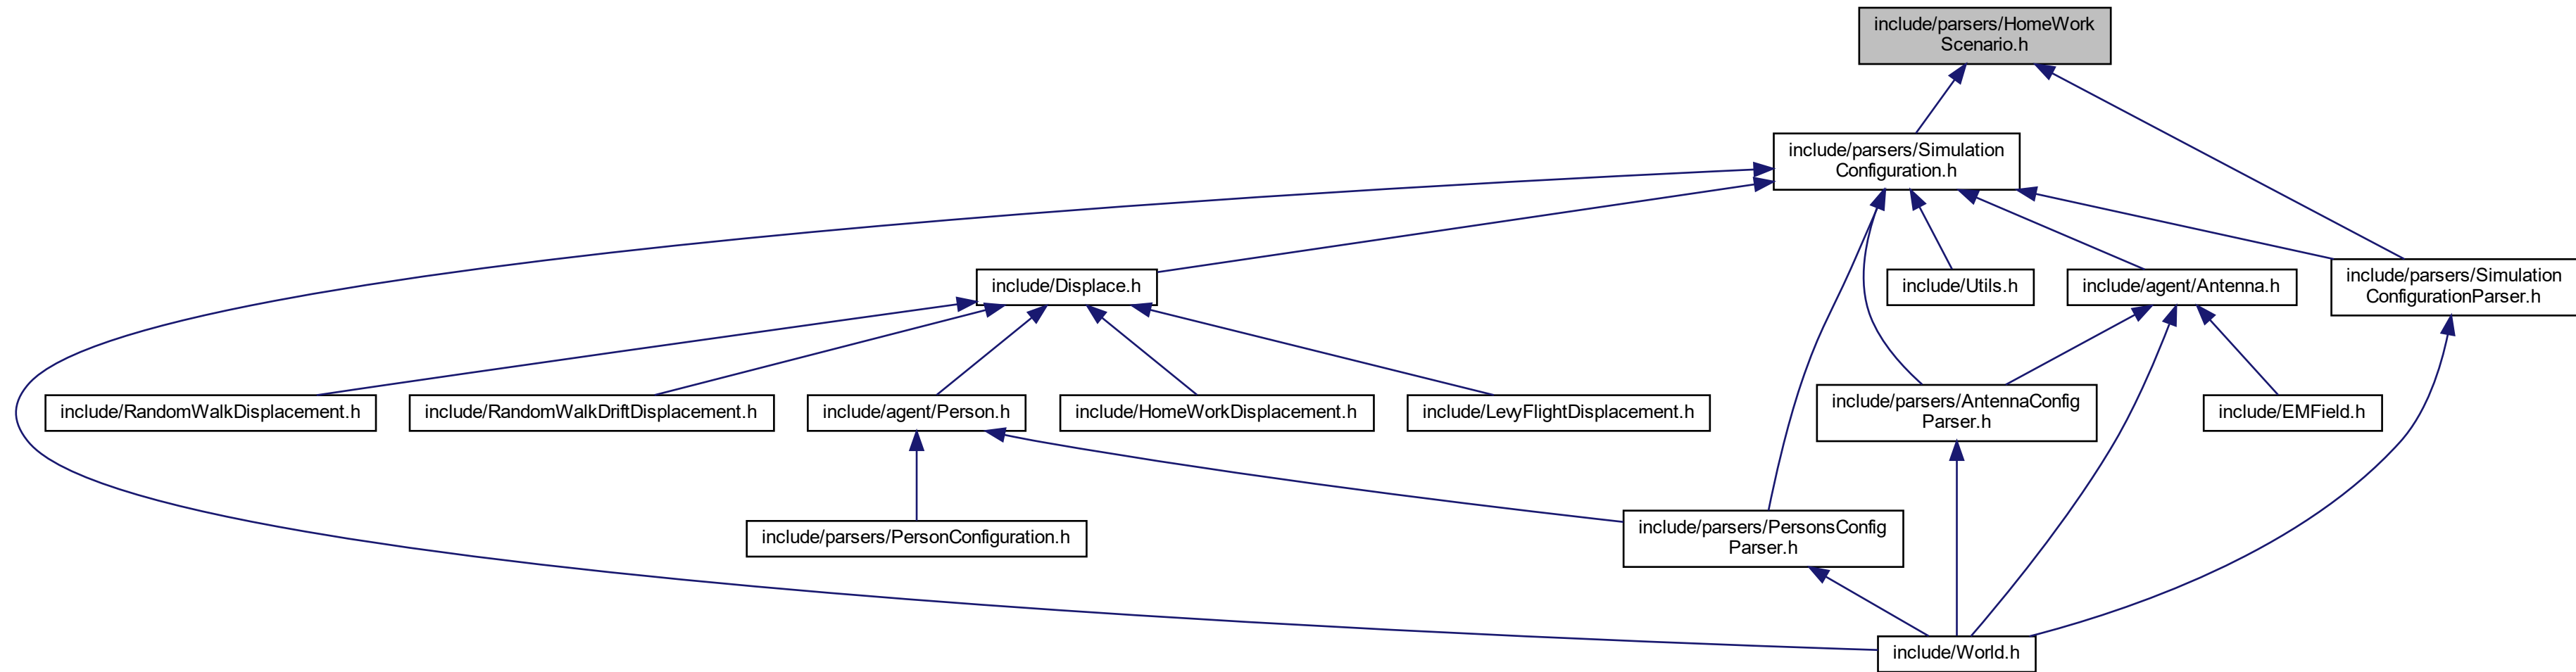 include/parsers/HomeWork
Scenario.h
include/parsers/Simulation
Configuration.h
include/Displace.h
include/Utils.h
include/agent/Antenna.h
include/parsers/Simulation
ConfigurationParser.h
include/RandomWalkDisplacement.h
include/RandomWalkDriftDisplacement.h
include/agent/Person.h
include/HomeWorkDisplacement.h
include/LevyFlightDisplacement.h
include/parsers/AntennaConfig
Parser.h
include/EMField.h
include/parsers/PersonConfiguration.h
include/parsers/PersonsConfig
Parser.h
include/World.h